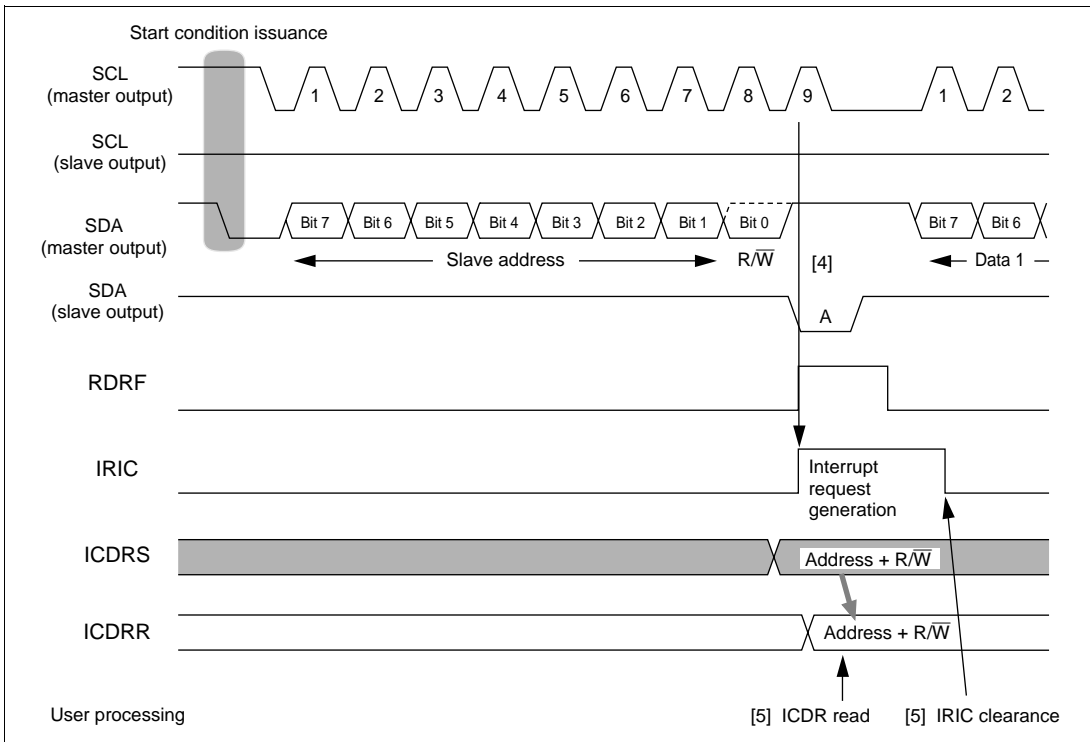 Start condition issuance
SCL
(master output)
1 2 3 4 5 6 7 8 9 1 2
SCL
(slave output)
SDA
(master output)
Bit 7 Bit 6 Bit 5 Bit 4 Bit 3 Bit 2 Bit 1 Bit 0 Bit 7 Bit 6
Slave address R/W̅ [4] Data 1
SDA
(slave output)
A
RDRF
IRIC
Interrupt
request
generation
ICDRS
Address + R/W̅
ICDRR
Address + R/W̅
User processing [5] ICDR read [5] IRIC clearance